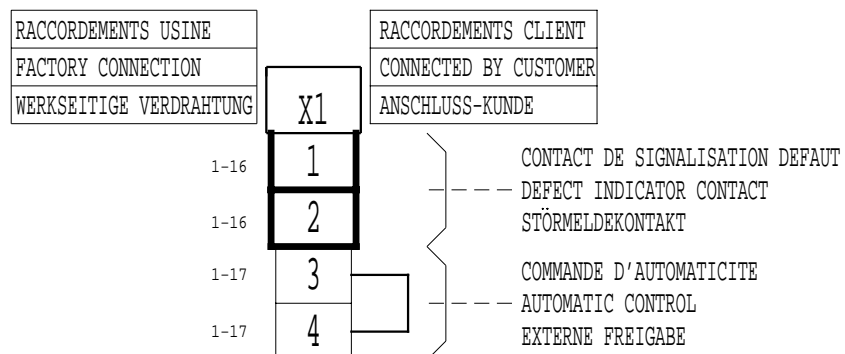 RACCORDEMENTS USINE
FACTORY CONNECTION
WERKSEITIGE VERDRAHTUNG
X1
RACCORDEMENTS CLIENT
CONNECTED BY CUSTOMER
ANSCHLUSS-KUNDE
1-16 1
CONTACT DE SIGNALISATION DEFAUT
DEFECT INDICATOR CONTACT
1-16 2
STÖRMELDEKONTAKT
1-17 3
COMMANDE D'AUTOMATICITE
AUTOMATIC CONTROL
1-17 4
EXTERNE FREIGABE